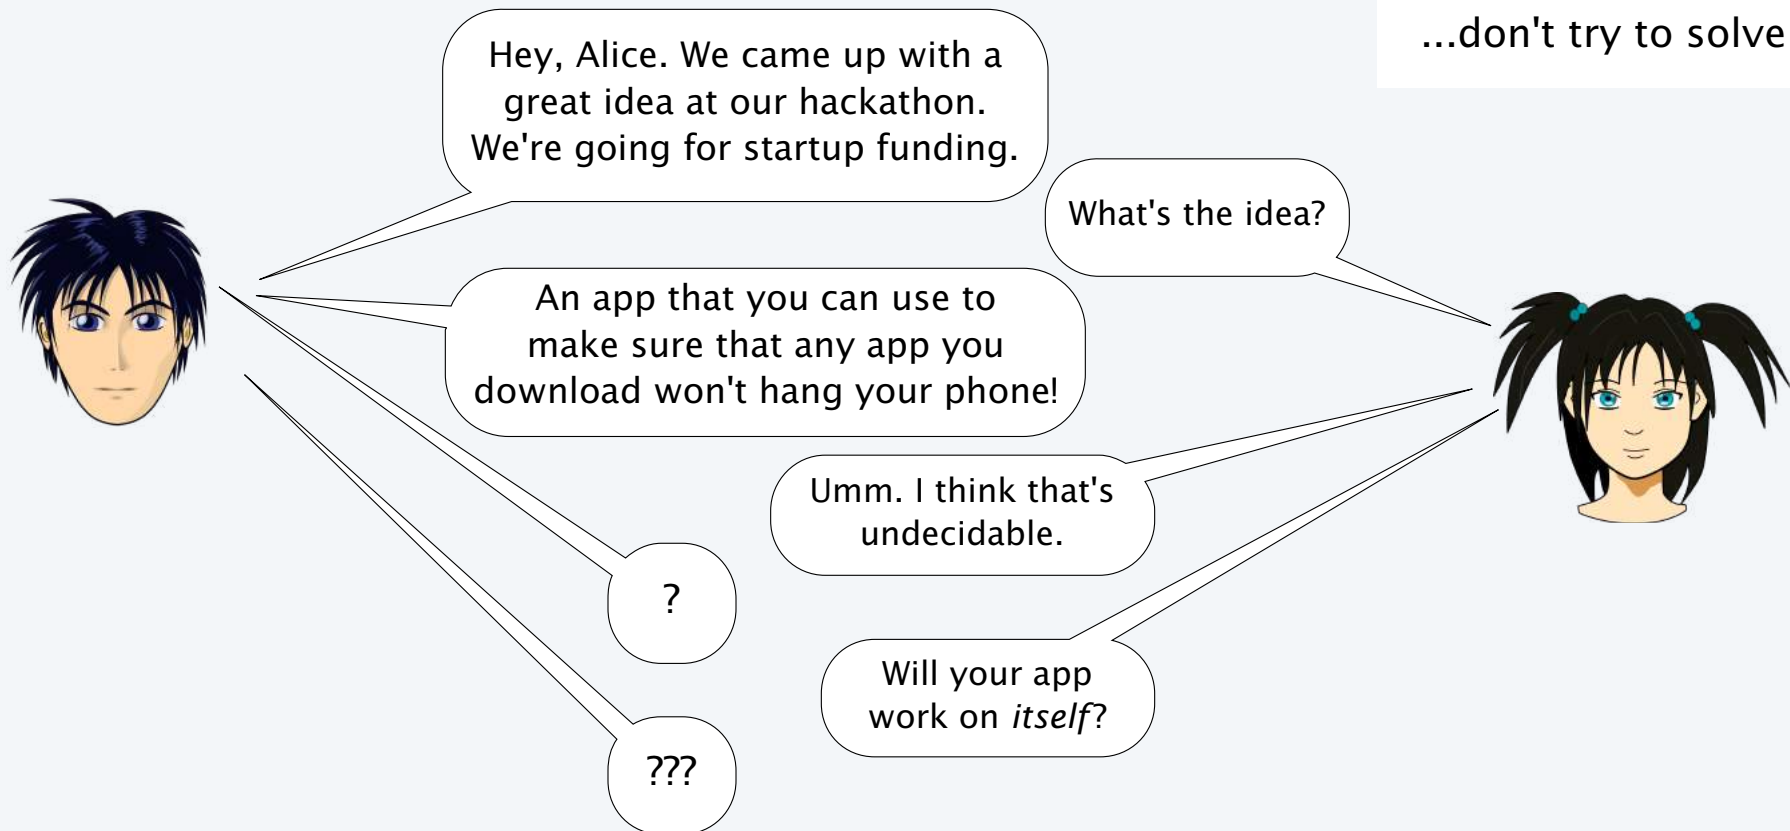 ...don't try to solve
Hey, Alice. We came up with a
great idea at our hackathon.
We're going for startup funding.
What's the idea?
An app that you can use to
make sure that any app you
download won't hang your phone!
Umm. I think that's
undecidable.
?
Will your app
work on itself?
???